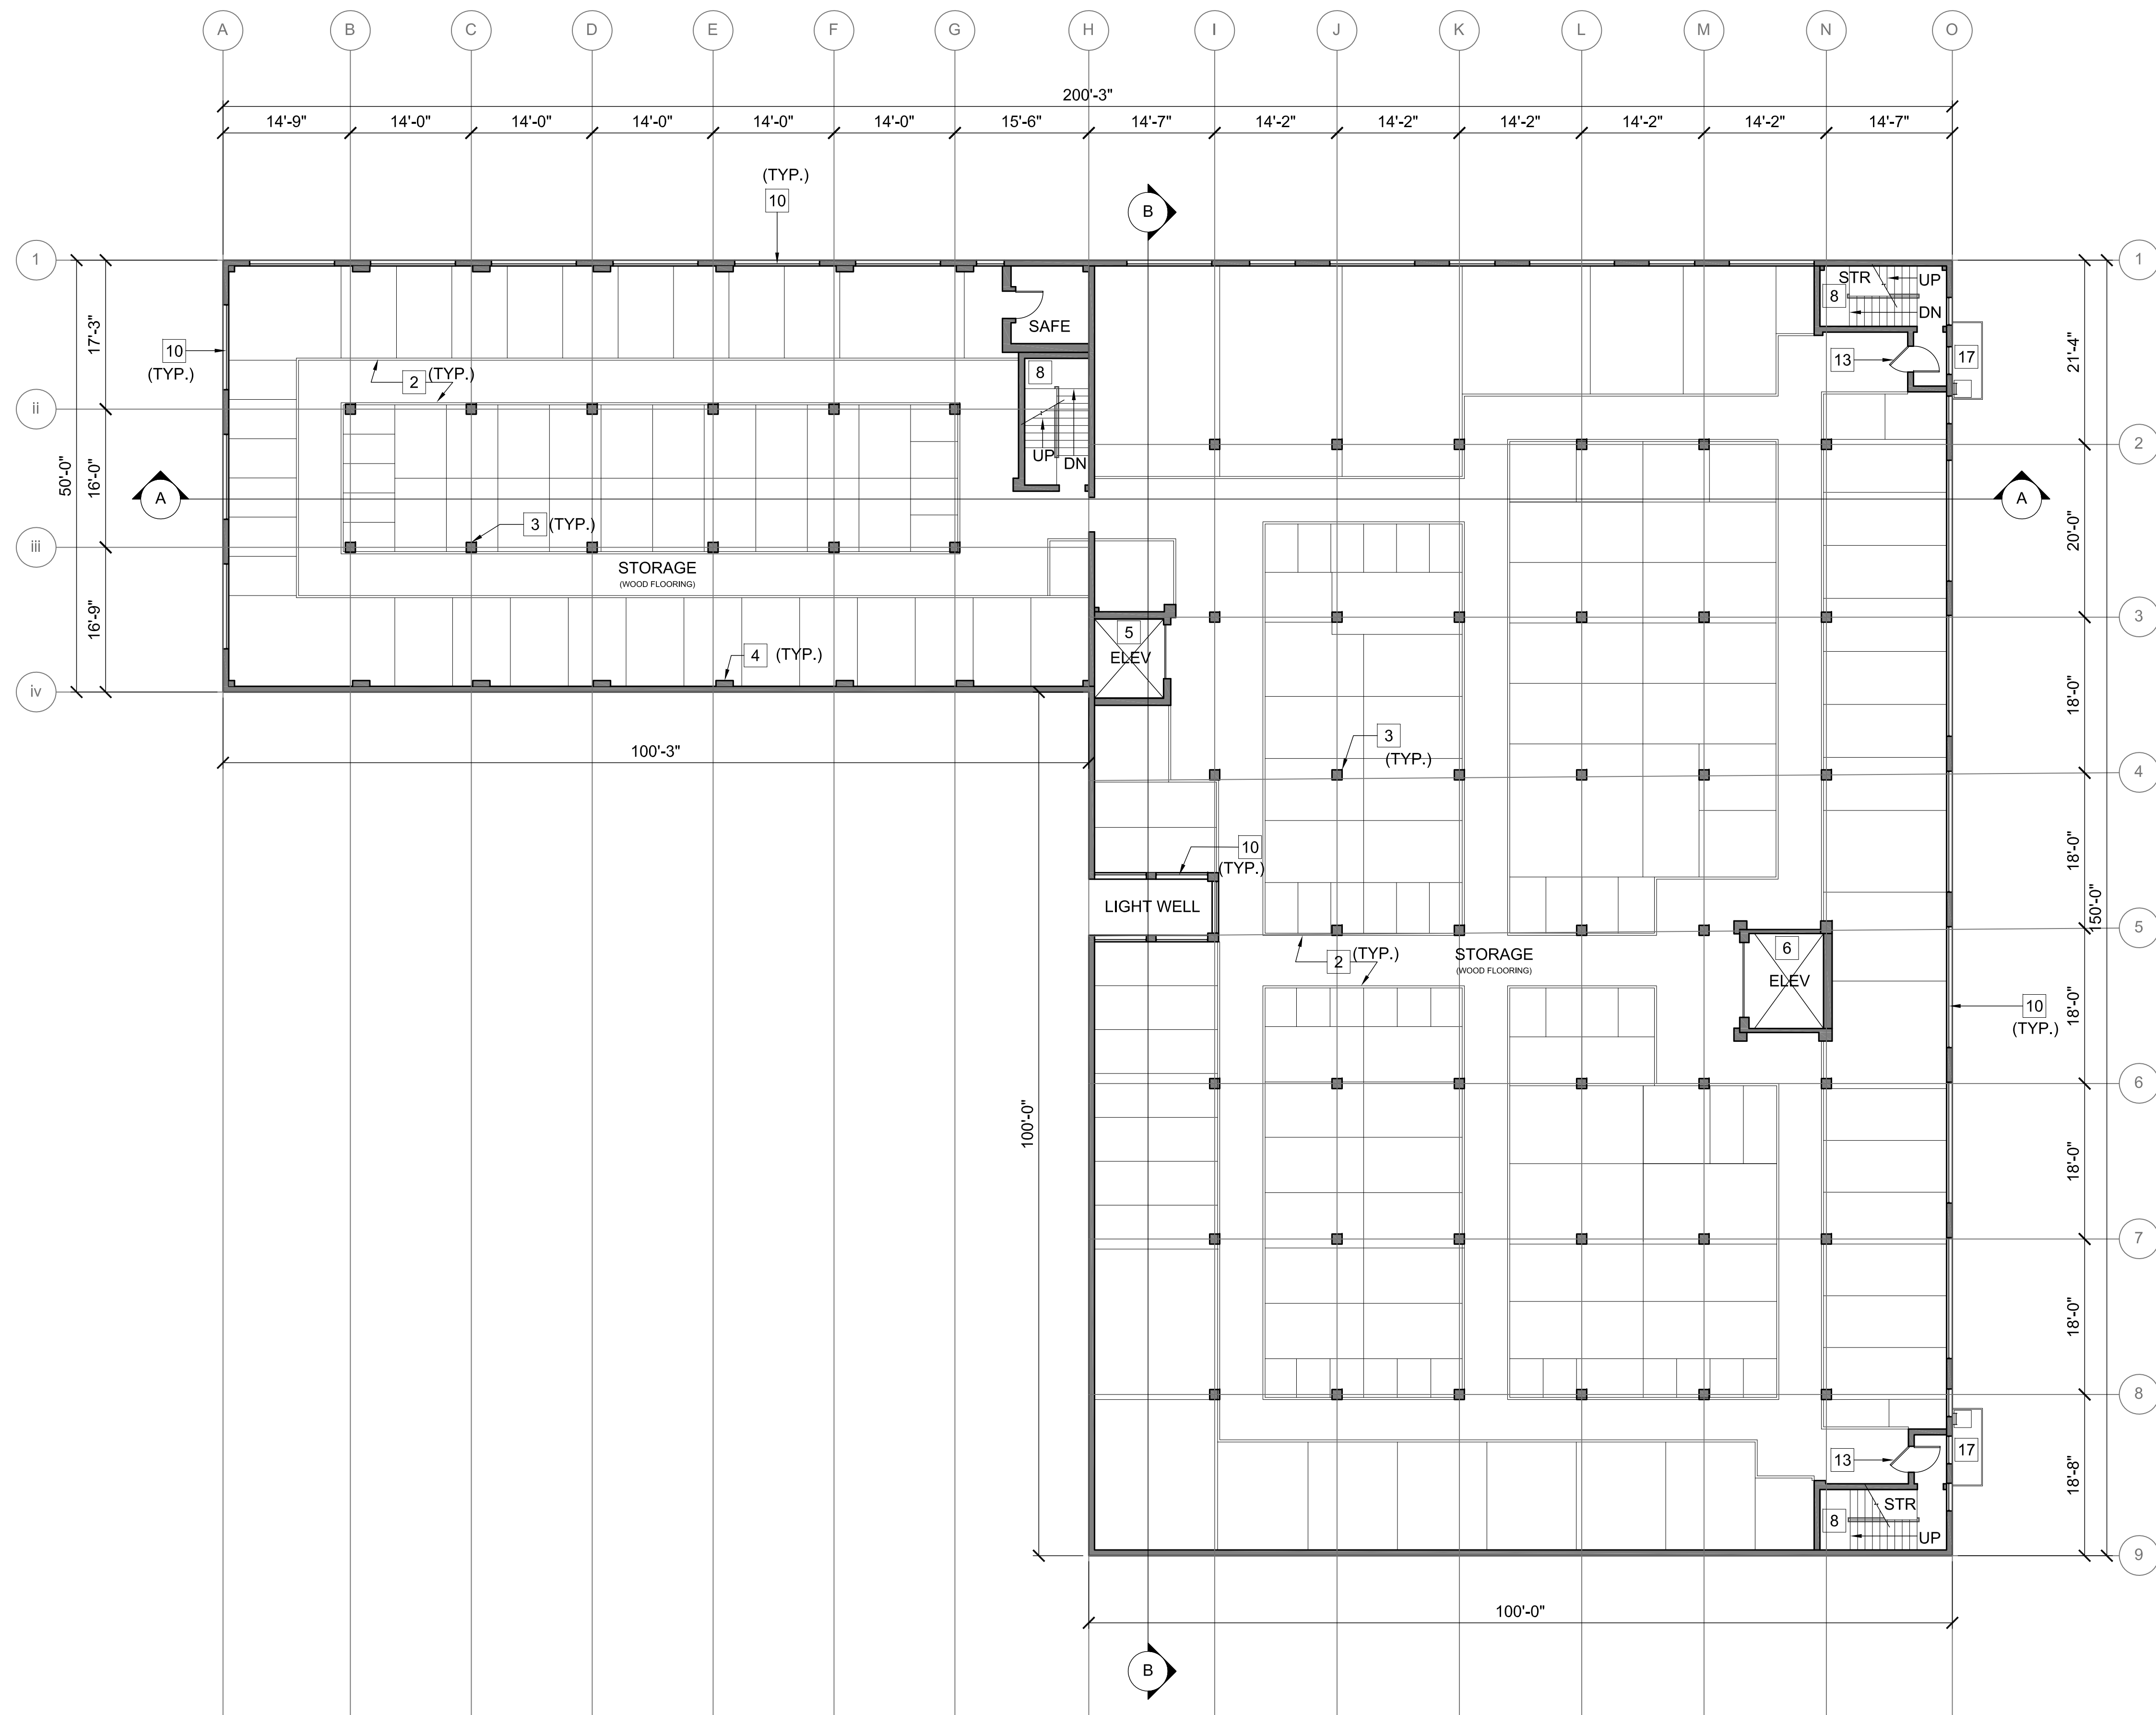 A B C D E F G H I J K L M N O
200'-3"
14'-9" 14'-0" 14'-0" 14'-0" 14'-0" 14'-0" 15'-6" 14'-7" 14'-2" 14'-2" 14'-2" 14'-2" 14'-2" 14'-7"
(TYP.)
10
B
1
1
STR
UP
8
DN
SAFE
17'-3"
10
(TYP.)
2
(TYP.)
8
13
17
21'-4"
ii
2
UP
DN
50'-0"
16'-0"
A
A
3
(TYP.)
20'-0"
iii
STORAGE
(WOOD FLOORING)
16'-9"
5
ELEV
3
4
(TYP.)
iv
18'-0"
100'-3"
3
(TYP.)
4
10
(TYP.)
18'-0"
LIGHT WELL
150'-0"
5
2
(TYP.)
STORAGE
(WOOD FLOORING)
6
ELEV
18'-0"
10
(TYP.)
6
100'-0"
18'-0"
7
18'-0"
8
13
17
18'-8"
STR
8
UP
9
100'-0"
B